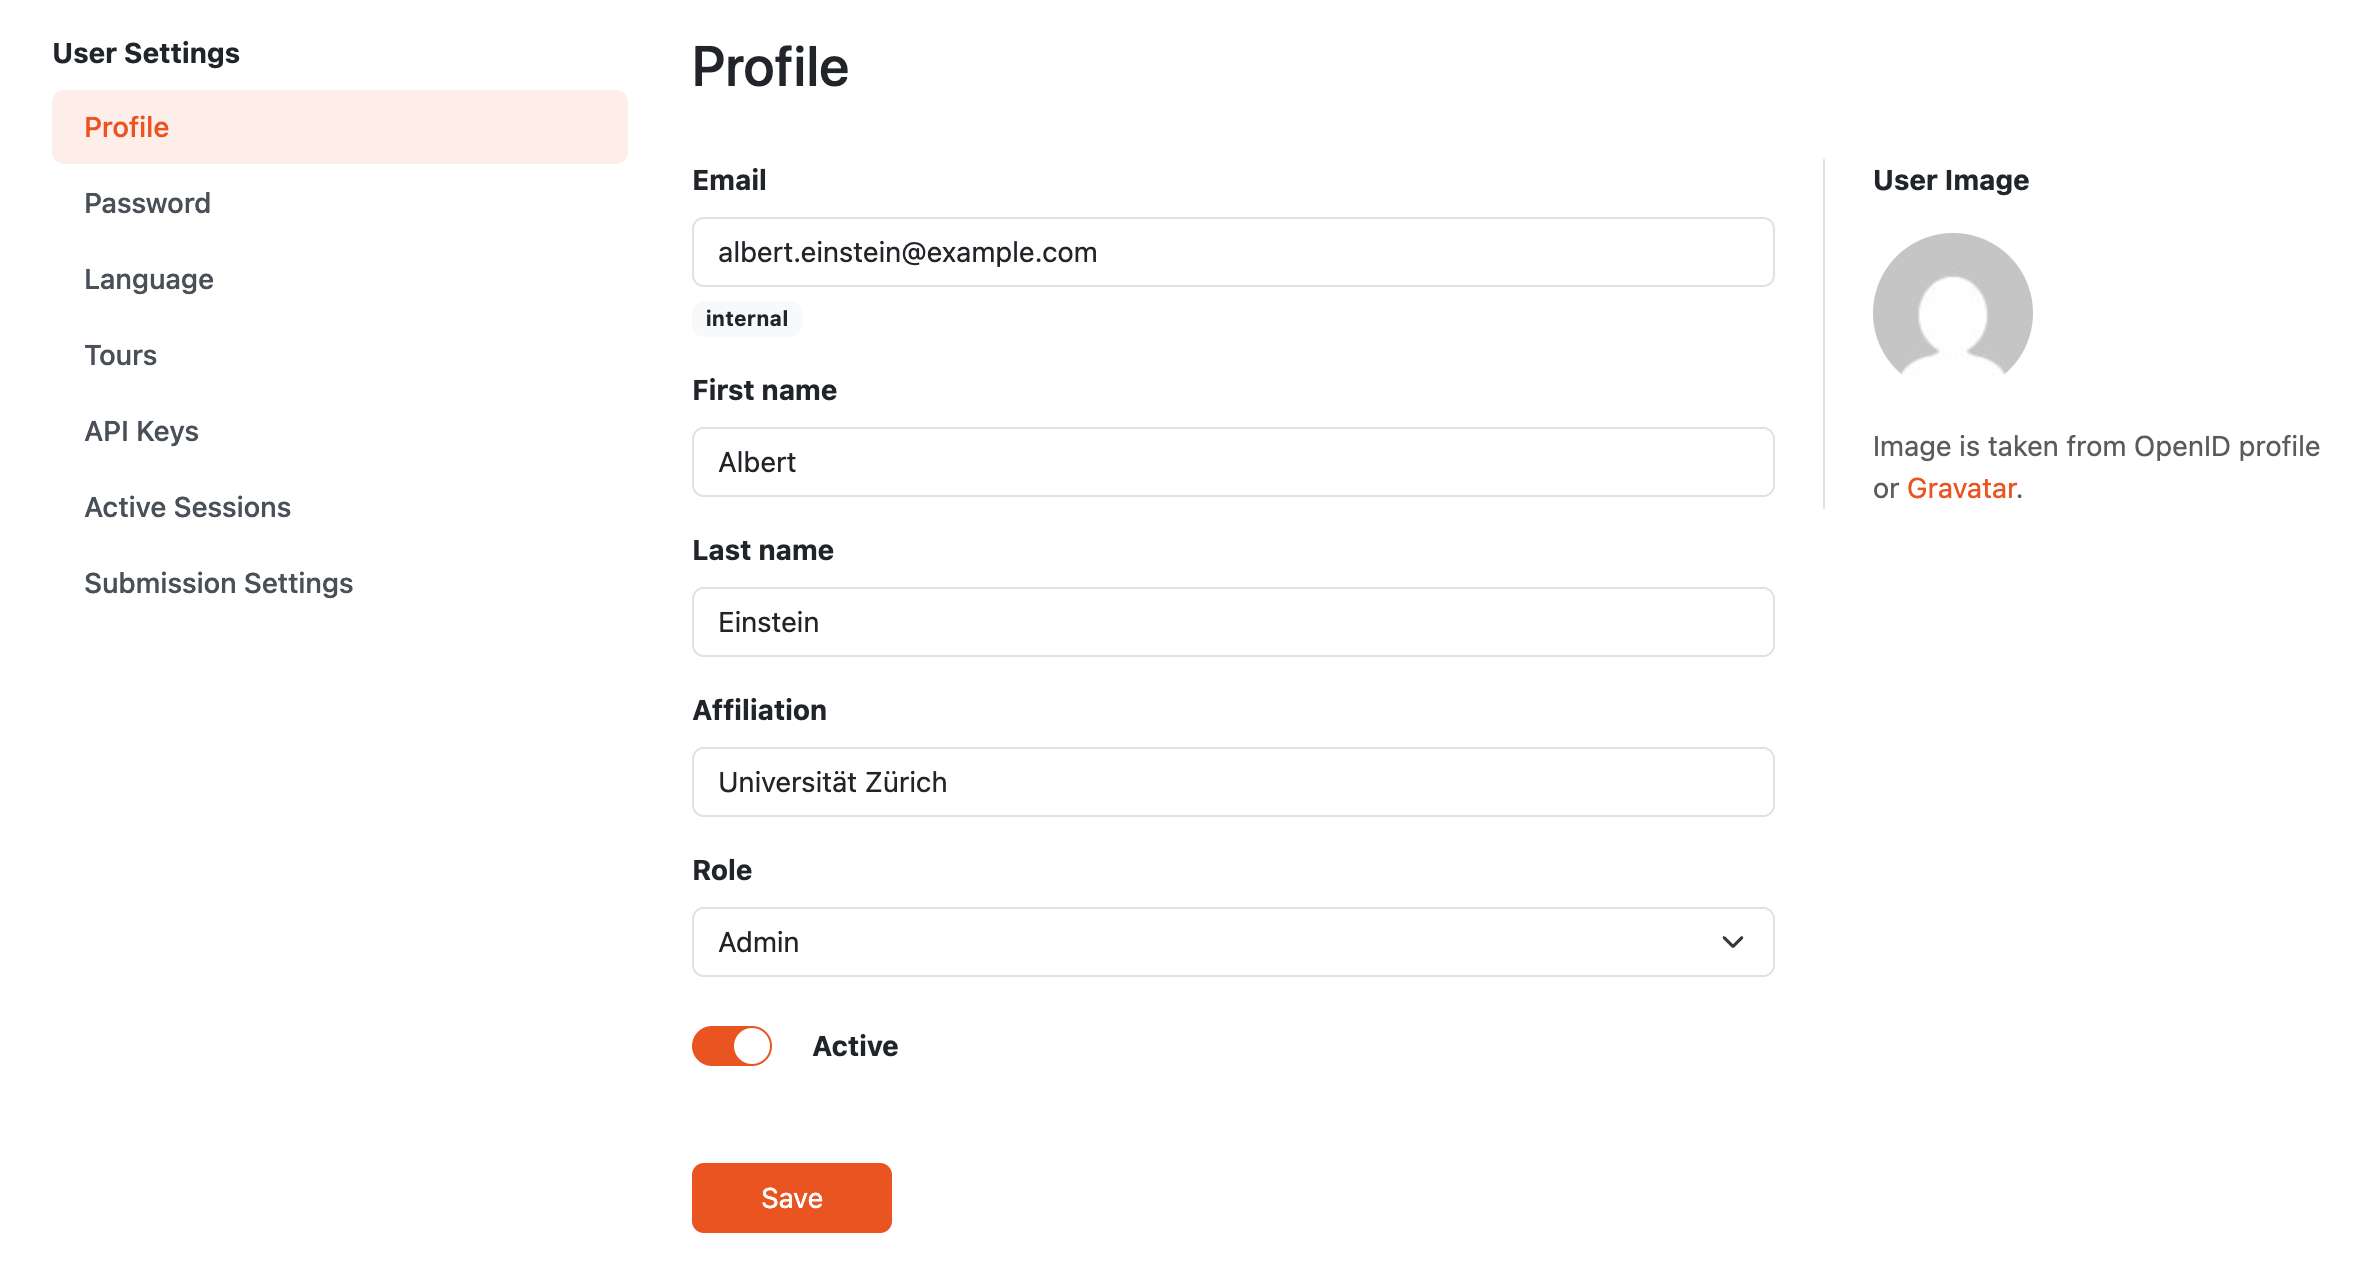 User Settings
Profile
Password
Language
Tours
API Keys
Active Sessions
Submission Settings
Profile
Email
albert.einstein@example.com
internal
First name
Albert
Last name
Einstein
Affiliation
Universität Zürich
Role
Admin
Active
Save
User Image
Image is taken from OpenID profile
or Gravatar.